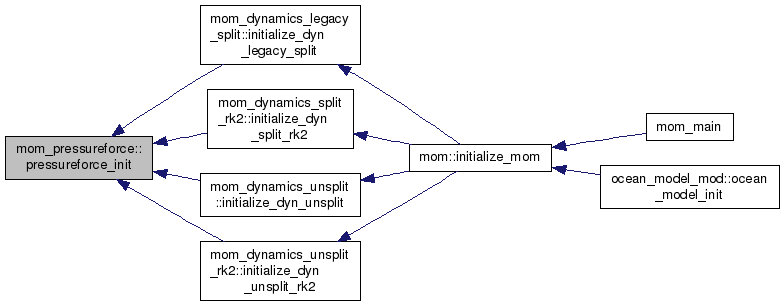 mom_dynamics_legacy
_split::initialize_dyn
_legacy_split
mom_dynamics_split
_rk2::initialize_dyn
_split_rk2
mom_pressureforce::
pressureforce_init
mom_dynamics_unsplit
::initialize_dyn_unsplit
mom_dynamics_unsplit
_rk2::initialize_dyn
_unsplit_rk2
mom::initialize_mom
mom_main
ocean_model_mod::ocean
_model_init